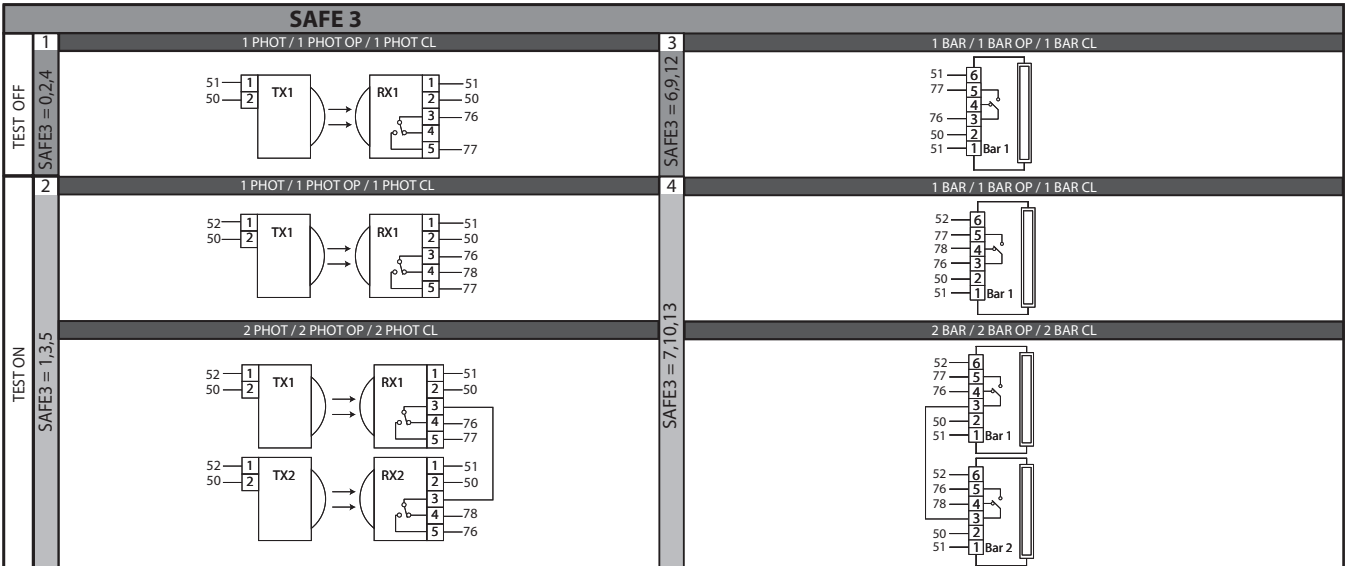 SAFE 3
TEST OFF
SAFE3 = 0,2,4
1
1 PHOT / 1 PHOT OP / 1 PHOT CL
51 1
50 2
TX1
RX1
1 51
2 50
3 76
4
5 77
SAFE3 = 6,9,12
3
1 BAR / 1 BAR OP / 1 BAR CL
51 6
77 5
4
76 3
50 2
51 1 Bar 1
TEST ON
SAFE3 = 1,3,5
2
1 PHOT / 1 PHOT OP / 1 PHOT CL
52 1
50 2
TX1
RX1
1 51
2 50
3 76
4 78
5 77
2 PHOT / 2 PHOT OP / 2 PHOT CL
52 1
50 2
TX1
RX1
1 51
2 50
3
4 76
5 77
52 1
50 2
TX2
RX2
1 51
2 50
3
4 78
5 76
SAFE3 = 7,10,13
4
1 BAR / 1 BAR OP / 1 BAR CL
52 6
77 5
78 4
76 3
50 2
51 1 Bar 1
2 BAR / 2 BAR OP / 2 BAR CL
52 6
77 5
76 4
3
50 2
51 1 Bar 1
52 6
76 5
78 4
3
50 2
51 1 Bar 2